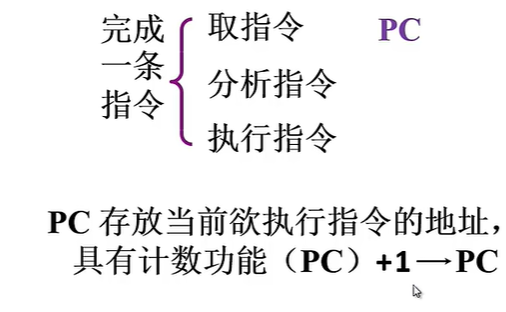 完成
一条
指令
取指令 PC
分析指令
执行指令
PC 存放当前欲执行指令的地址，
具有计数功能（PC）+1→PC